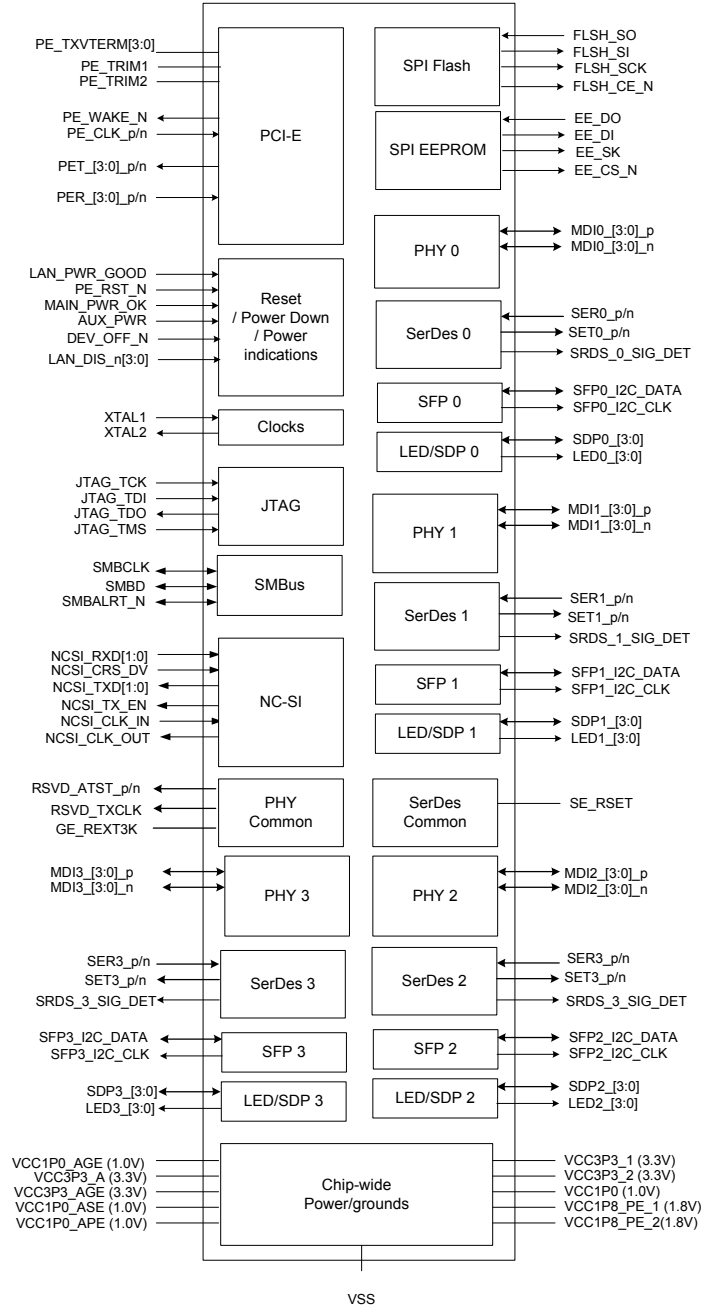 PE_TXVTERM[3:0]
PE_TRIM1
PE_TRIM2
PE_WAKE_N
PE_CLK_p/n
PET_[3:0]_p/n
PER_[3:0]_p/n
PCI-E
SPI Flash
FLSH_SO
FLSH_SI
FLSH_SCK
FLSH_CE_N
SPI EEPROM
EE_DO
EE_DI
EE_SK
EE_CS_N
PHY 0
MDI0_[3:0]_p
MDI0_[3:0]_n
LAN_PWR_GOOD
PE_RST_N
MAIN_PWR_OK
AUX_PWR
DEV_OFF_N
LAN_DIS_n[3:0]
Reset
/ Power Down
/ Power
indications
SerDes 0
SER0_p/n
SET0_p/n
SRDS_0_SIG_DET
SFP 0
SFP0_I2C_DATA
SFP0_I2C_CLK
XTAL1
XTAL2
Clocks
LED/SDP 0
SDP0_[3:0]
LED0_[3:0]
JTAG_TCK
JTAG_TDI
JTAG_TDO
JTAG_TMS
JTAG
PHY 1
MDI1_[3:0]_p
MDI1_[3:0]_n
SMBCLK
SMBD
SMBALRT_N
SMBus
SerDes 1
SER1_p/n
SET1_p/n
SRDS_1_SIG_DET
NCSI_RXD[1:0]
NCSI_CRS_DV
NCSI_TXD[1:0]
NCSI_TX_EN
NCSI_CLK_IN
NCSI_CLK_OUT
NC-SI
SFP 1
SFP1_I2C_DATA
SFP1_I2C_CLK
LED/SDP 1
SDP1_[3:0]
LED1_[3:0]
RSVD_ATST_p/n
RSVD_TXCLK
GE_REXT3K
PHY
Common
SerDes
Common
SE_RSET
MDI3_[3:0]_p
MDI3_[3:0]_n
PHY 3
PHY 2
MDI2_[3:0]_p
MDI2_[3:0]_n
SER3_p/n
SET3_p/n
SRDS_3_SIG_DET
SerDes 3
SerDes 2
SER3_p/n
SET3_p/n
SRDS_3_SIG_DET
SFP3_I2C_DATA
SFP3_I2C_CLK
SFP 3
SFP 2
SFP2_I2C_DATA
SFP2_I2C_CLK
SDP3_[3:0]
LED3_[3:0]
LED/SDP 3
LED/SDP 2
SDP2_[3:0]
LED2_[3:0]
VCC1P0_AGE (1.0V)
VCC3P3_A (3.3V)
VCC3P3_AGE (3.3V)
VCC1P0_ASE (1.0V)
VCC1P0_APE (1.0V)
Chip-wide
Power/grounds
VCC3P3_1 (3.3V)
VCC3P3_2 (3.3V)
VCC1P0 (1.0V)
VCC1P8_PE_1 (1.8V)
VCC1P8_PE_2(1.8V)
VSS